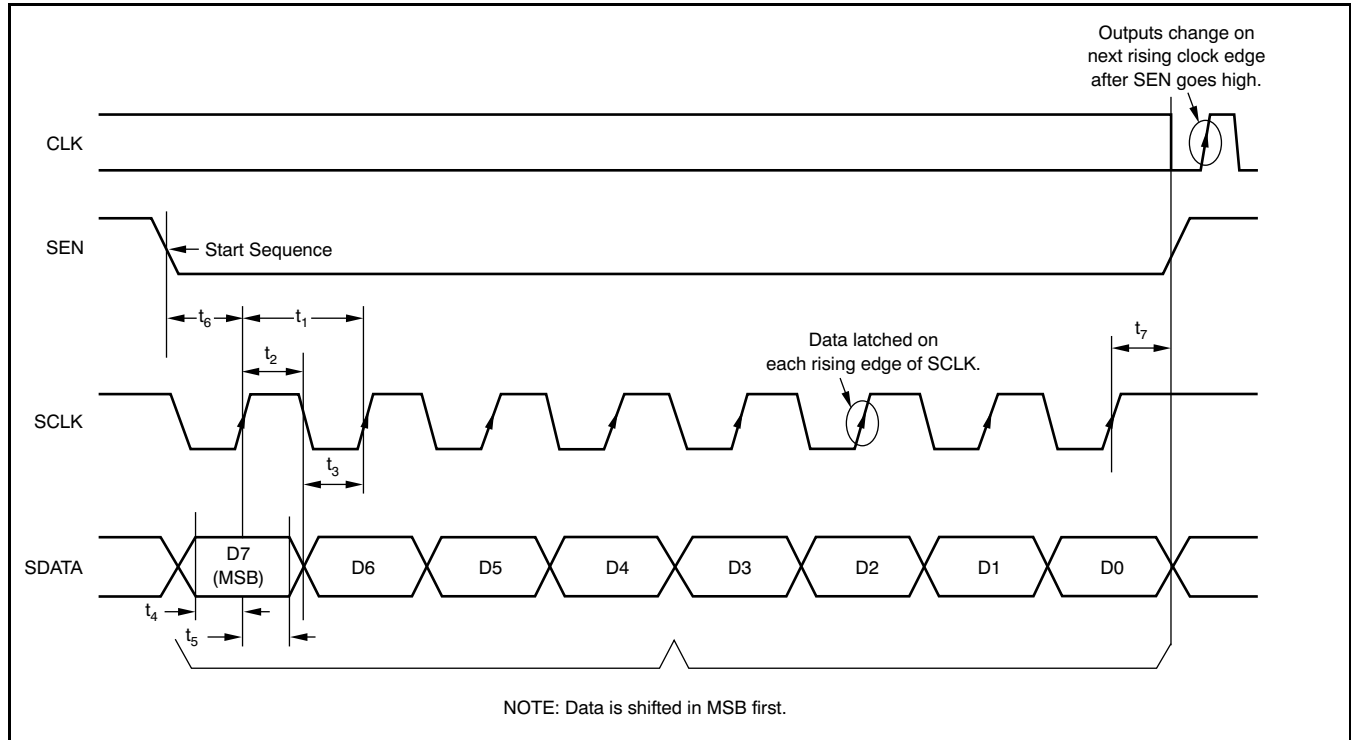 Outputs change on
next rising clock edge
after SEN goes high.
CLK
SEN
Start Sequence
t6
t1
t2
Data latched on
each rising edge of SCLK.
t7
SCLK
t3
SDATA
D7
(MSB)
D6
D5
D4
D3
D2
D1
D0
t4
t5
NOTE: Data is shifted in MSB first.